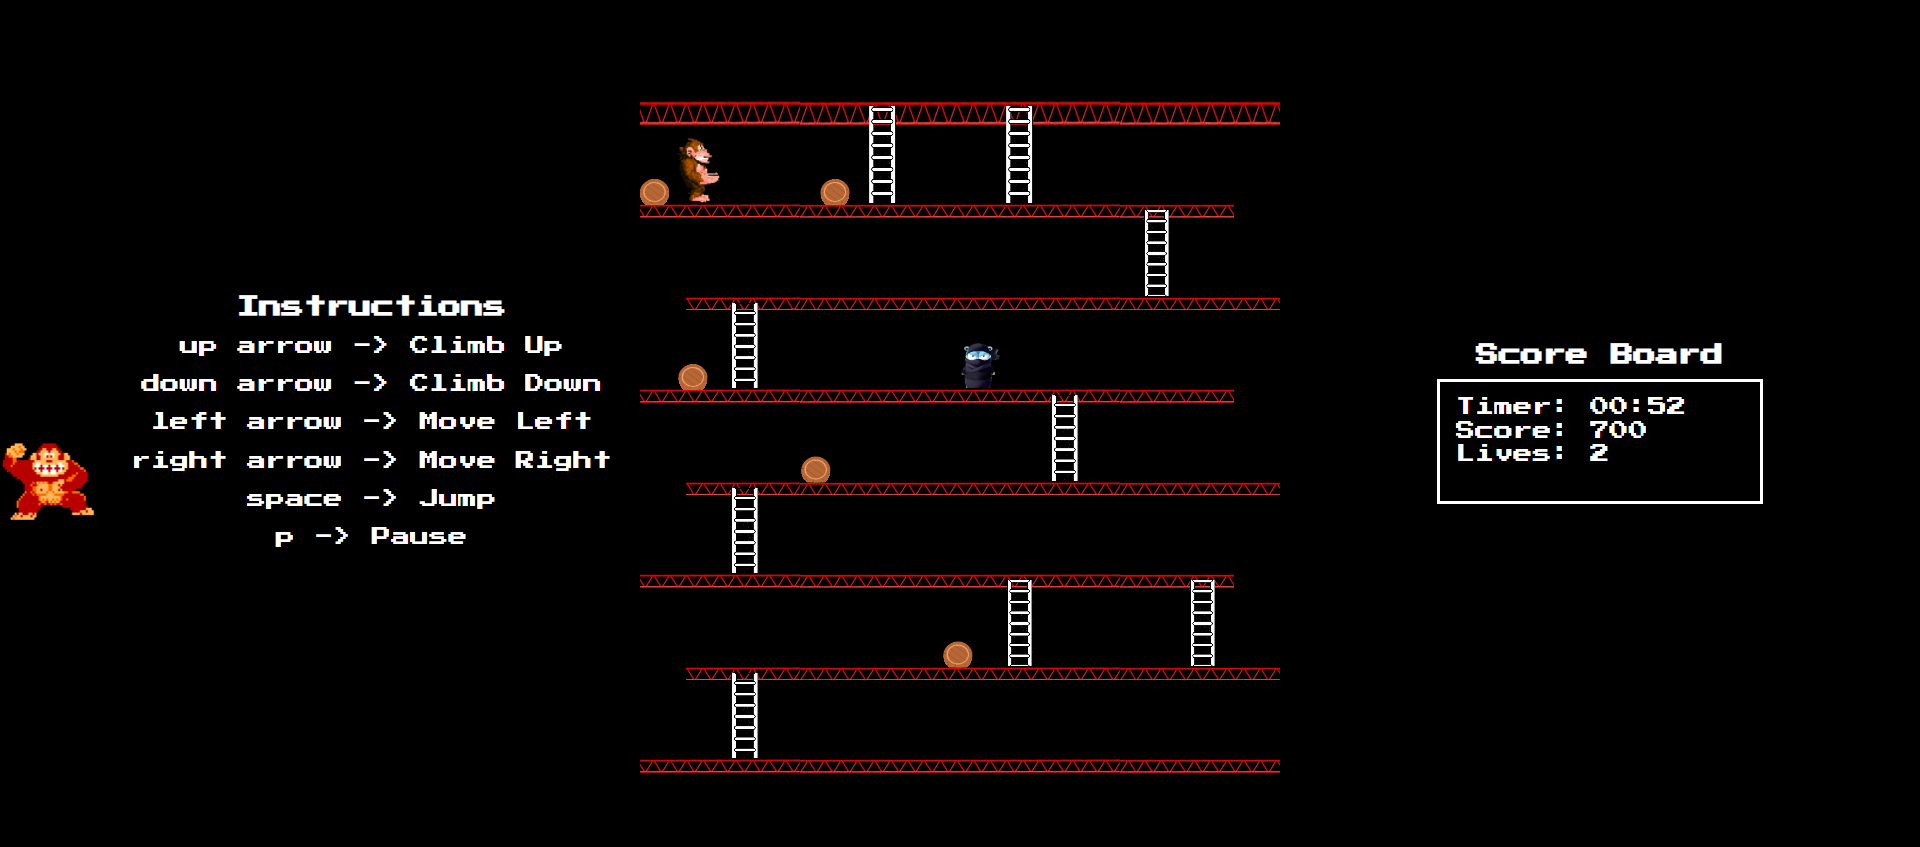 Instructions
up arrow -> Climb Up
down arrow -> Climb Down
left arrow -> Move Left
right arrow -> Move Right
space -> Jump
p -> Pause
Score Board
Timer: 00:52
Score: 700
Lives: 2